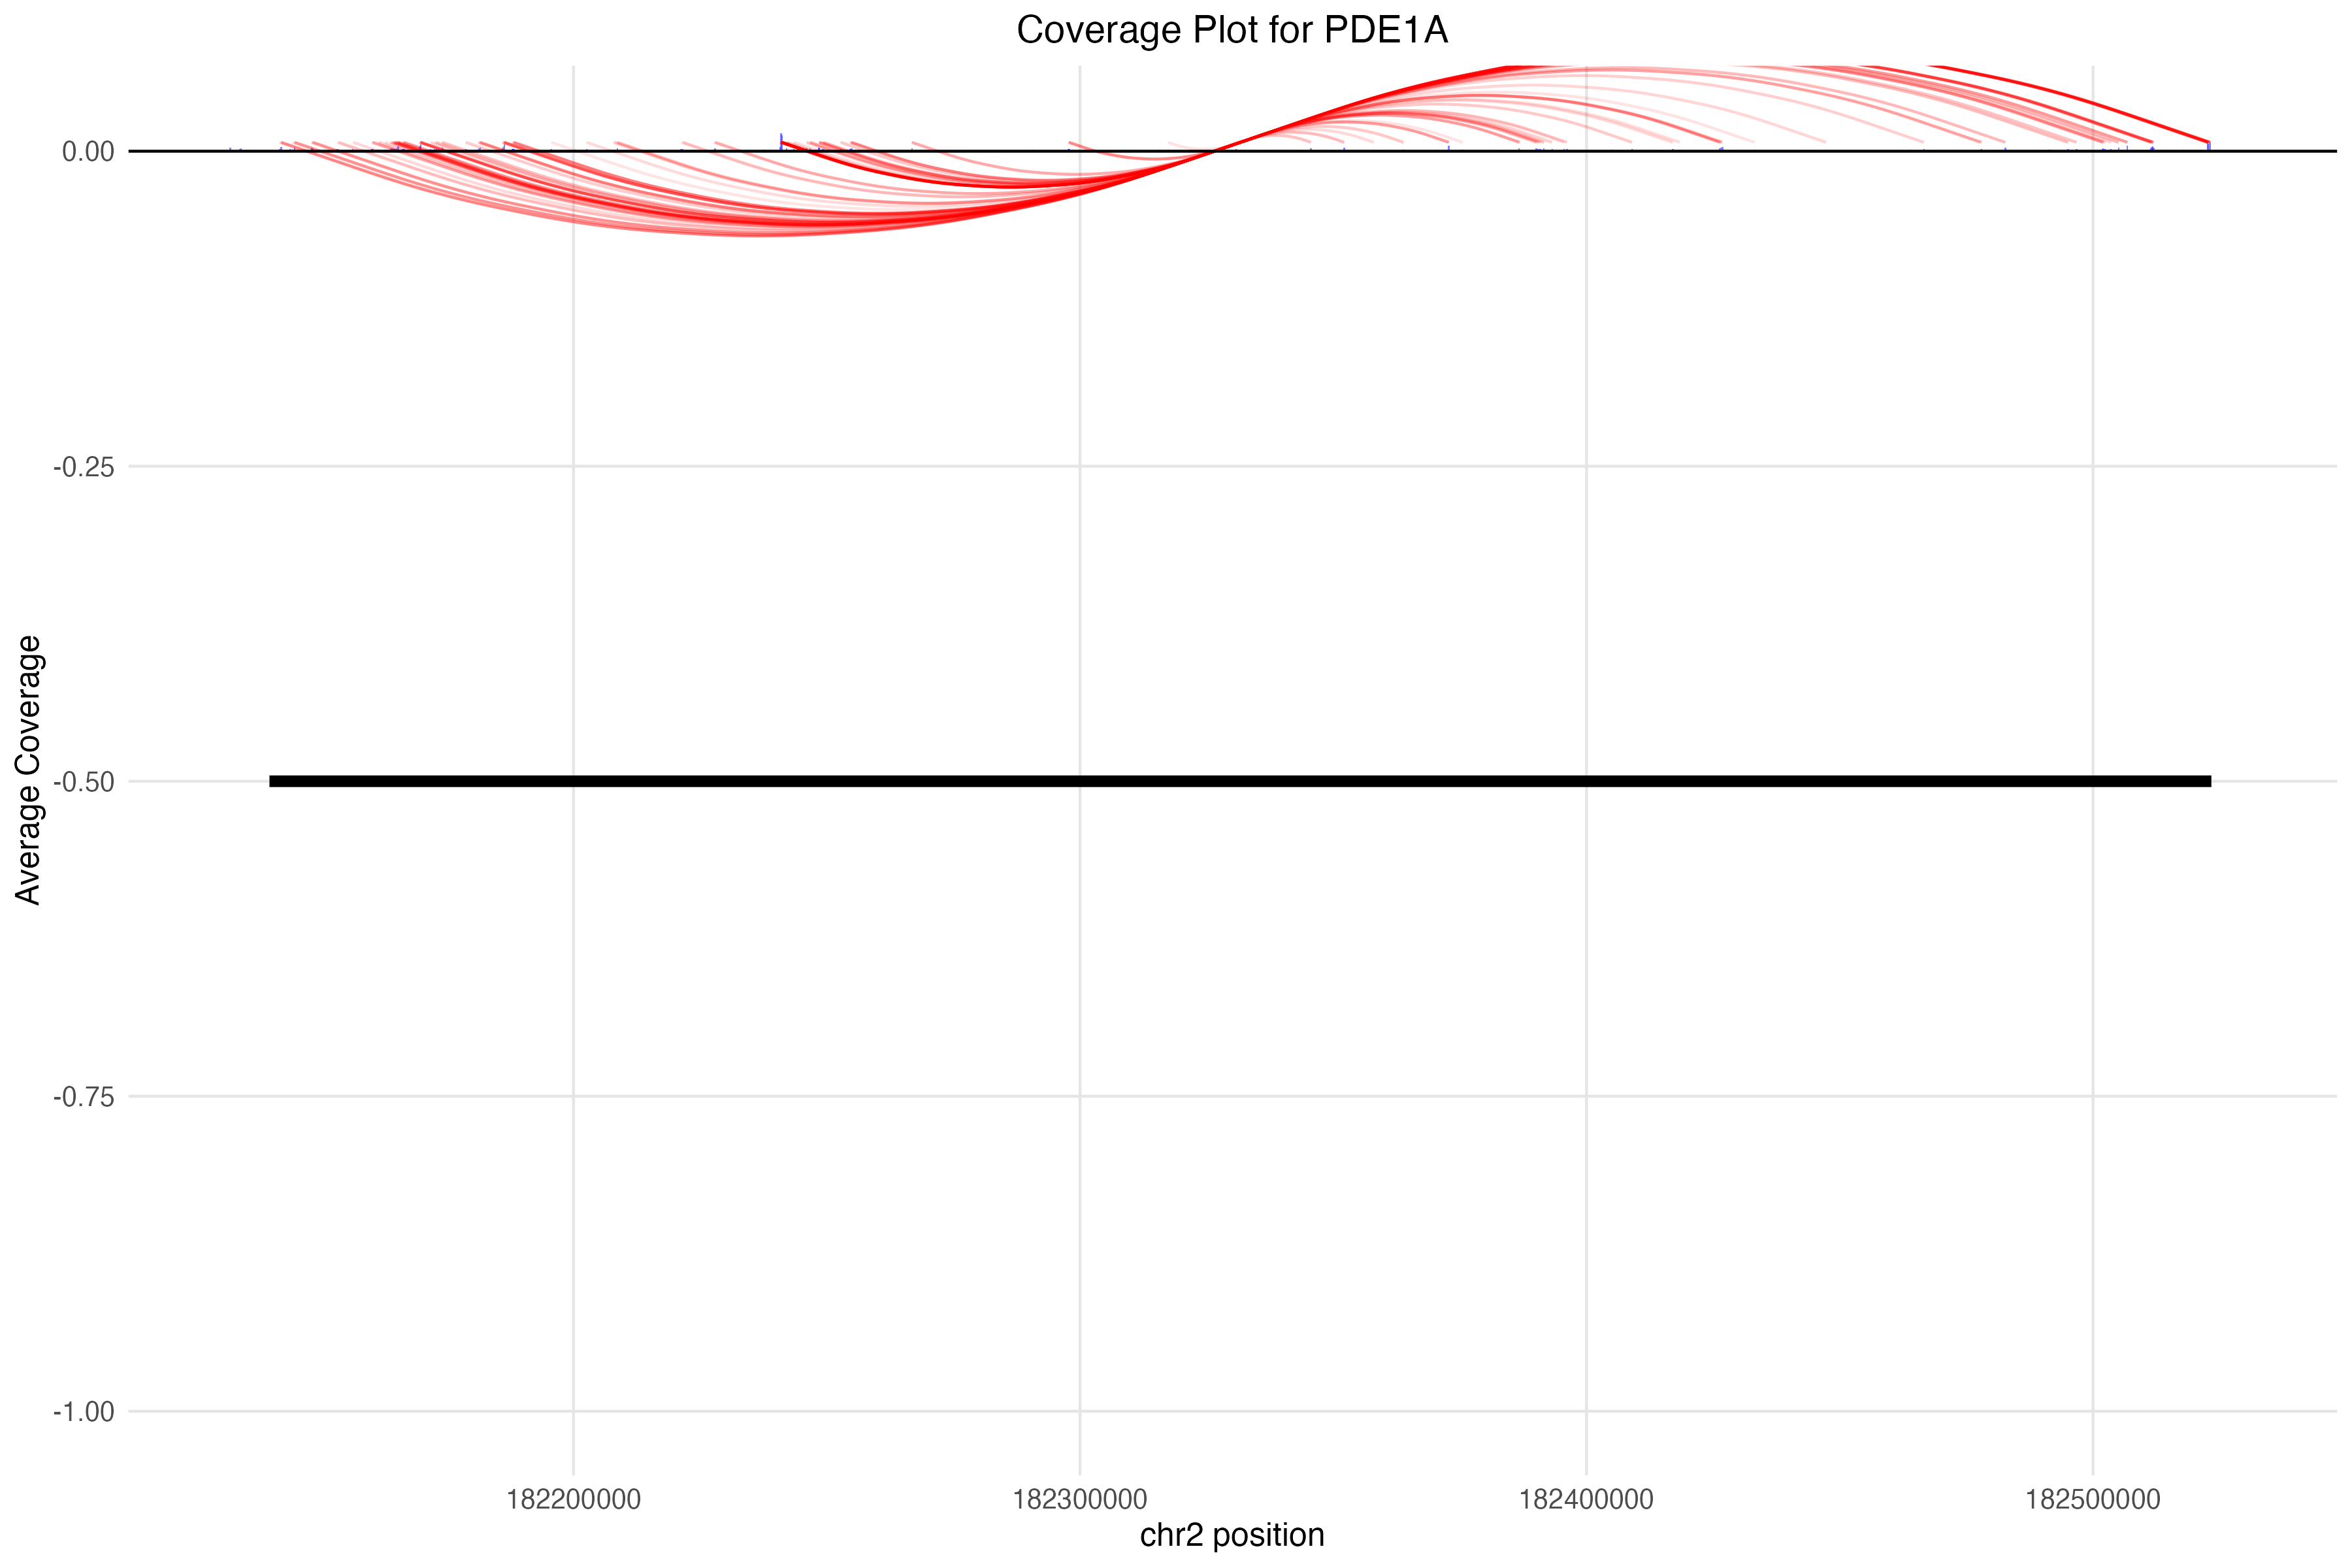 Coverage Plot for PDE1A
0.00
-0.25
-0.50
-0.75
-1.00
Average Coverage
182200000 182300000 182400000 182500000
chr2 position